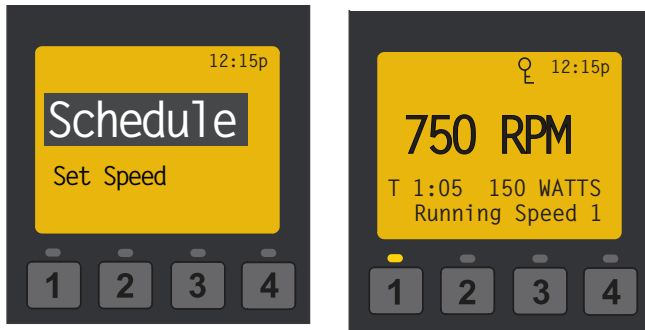 12:15p
Schedule
Set Speed
1 2 3 4
12:15p
750 RPM
T 1:05 150 WATTS
Running Speed 1
1 2 3 4